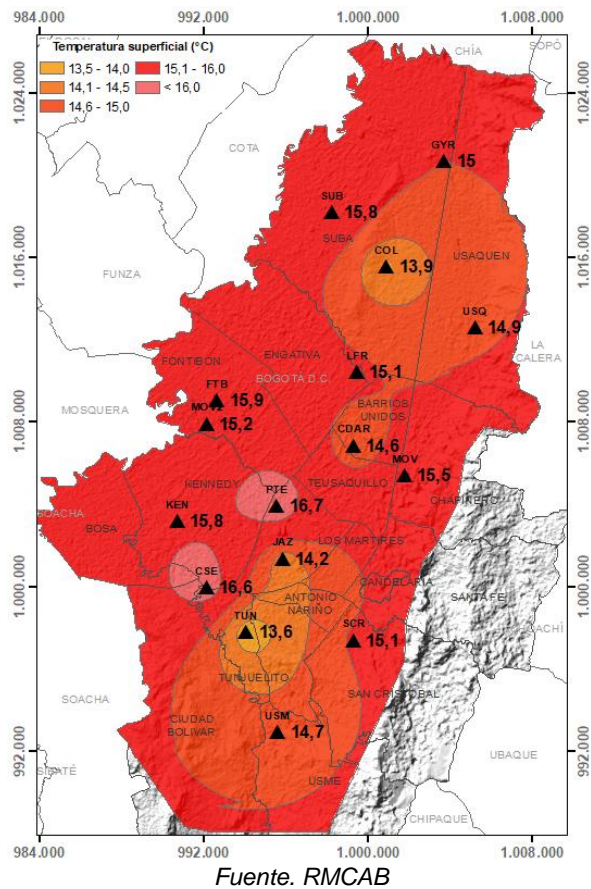 984.000 992.000 1.000.000 1.008.000
Temperatura superficial (°C)
13,5 - 14,0 15,1 - 16,0
14,1 - 14,5 < 16,0
14,6 - 15,0
CHÍA
SOPÓ
1.024.000 1.024.000
COTA
GYR
15
SUB
15,8
SUBA
COL
13,9
USAQUEN
1.016.000 1.016.000
FUNZA
USQ
14,9
LA
CALERA
ENGATIVA
LFR
15,1
FONTIBON
BOGOTA D.C.
FTB
15,9
MOSQUERA
15,2
BARRIOS
UNIDOS
1.008.000 1.008.000
CDAR
14,6
MOV
15,5
KENNEDY
PTE
16,7
TEUSAQUILLO
CHAPINERO
SOACHA
BOSA
KEN
15,8
JAZ
14,2
LOS MARTIRES
CSE
16,6
CANDELARIA
1.000.000 1.000.000
ANTONIO
NARIÑO
SANTA FE
TUN
13,6
SCR
15,1
TUNJUELITO
SOACHA
SAN CRISTOBAL
CIUDAD
BOLIVAR
USM
14,7
992.000 992.000
UBAQUE
USME
CHIPAQUE
984.000 992.000 1.000.000 1.008.000
Fuente. RMCAB